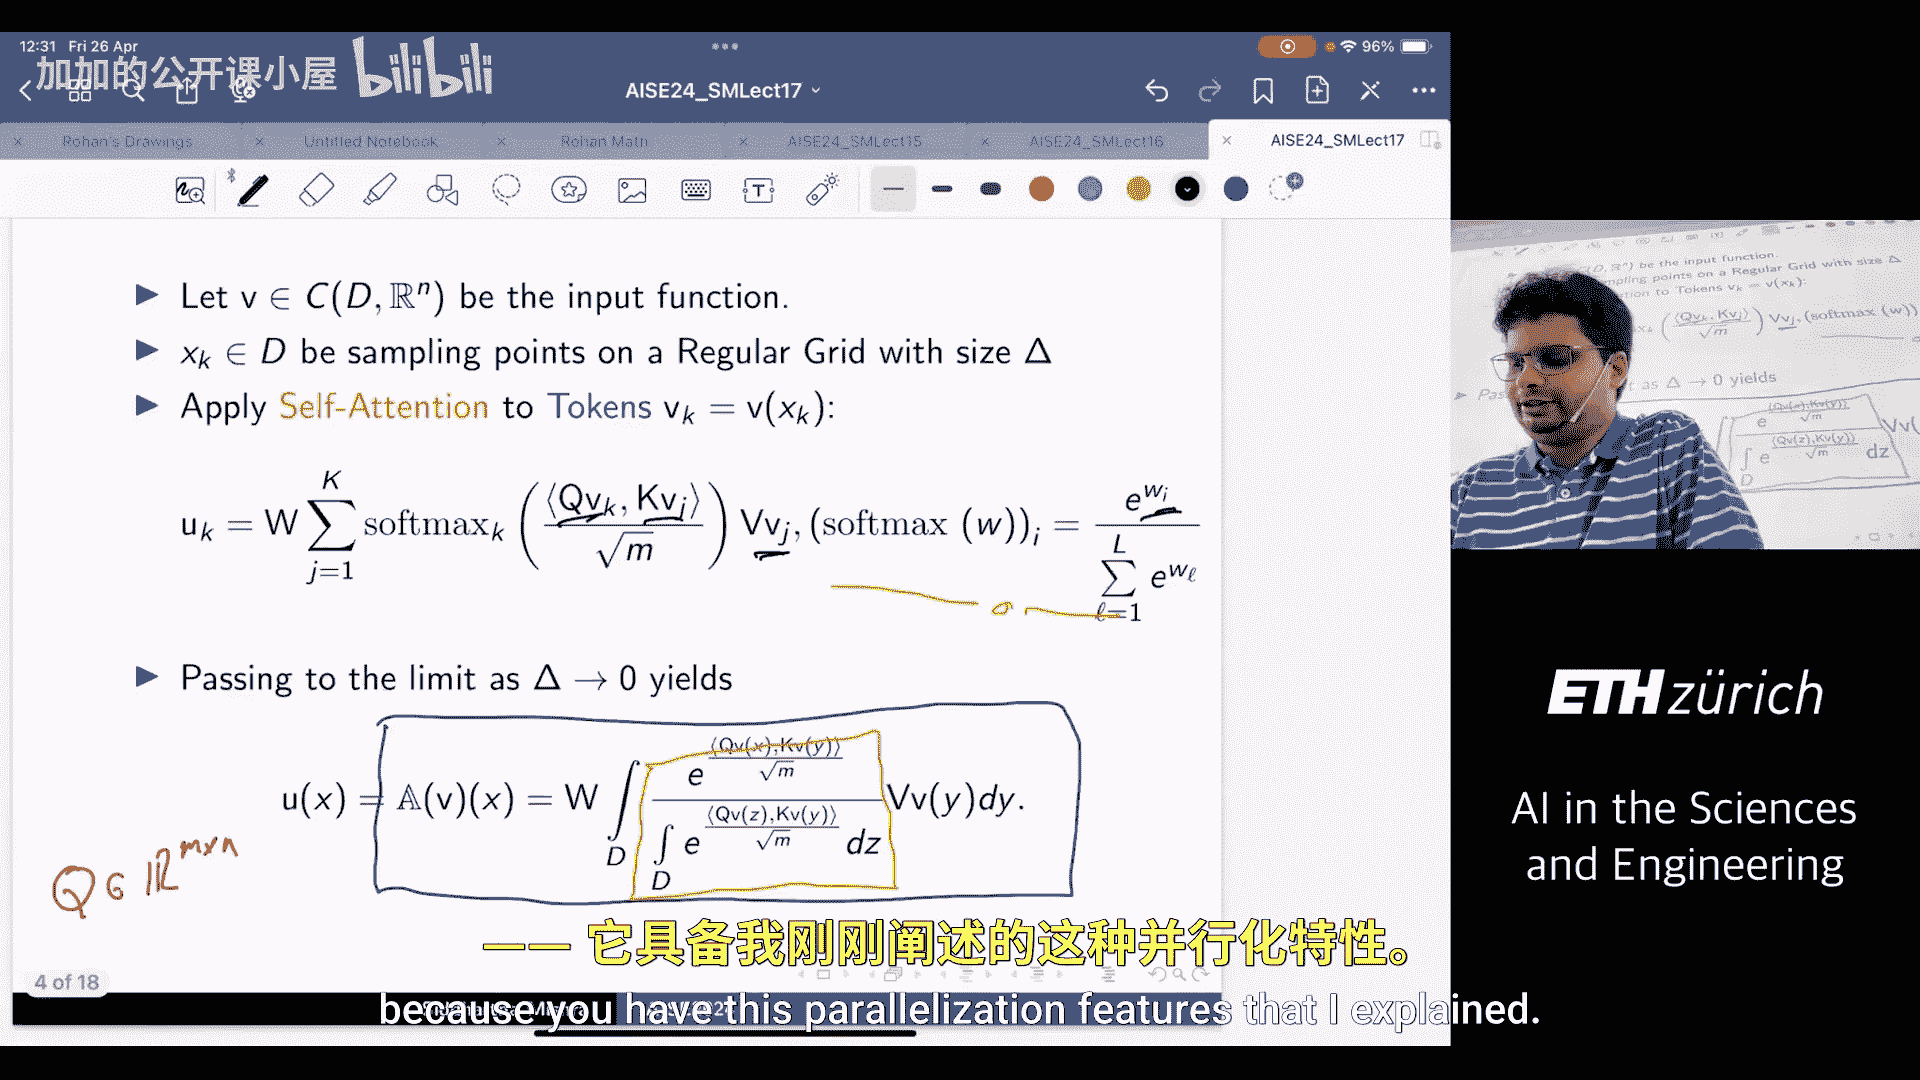 12:31 Fri 26 Apr
96%
加加的公开课小屋 bilibili
AISE24_SMLect17
Rohan's Drawings
Untitled Notebook
Rohan Math
AISE24_SMLect15
AISE24_SMLect16
AISE24_SMLect17
Let v ∈ C(D, ℝⁿ) be the input function.
xₖ ∈ D be sampling points on a Regular Grid with size Δ
Apply Self-Attention to Tokens vₖ = v(xₖ):
uₖ = W ∑_{j=1}^{K} softmaxₖ (⟨Qvₖ, Kvⱼ⟩ / √m) Vvⱼ, (softmax (w))ᵢ = e^{wᵢ} / ∑_{ℓ=1}^{L} e^{w_ℓ}
Passing to the limit as Δ → 0 yields
u(x) = 𝔸(v)(x) = W ∫_D e^{⟨Qv(x),Kv(y)⟩/√m} / ∫_D e^{⟨Qv(z),Kv(y)⟩/√m} dz Vv(y)dy.
Q ∈ ℝ^{m×n}
4 of 18
—— 它具备我刚刚阐述的这种并行化特性。
because you have this parallelization features that I explained.
ETH zürich
AI in the Sciences
and Engineering